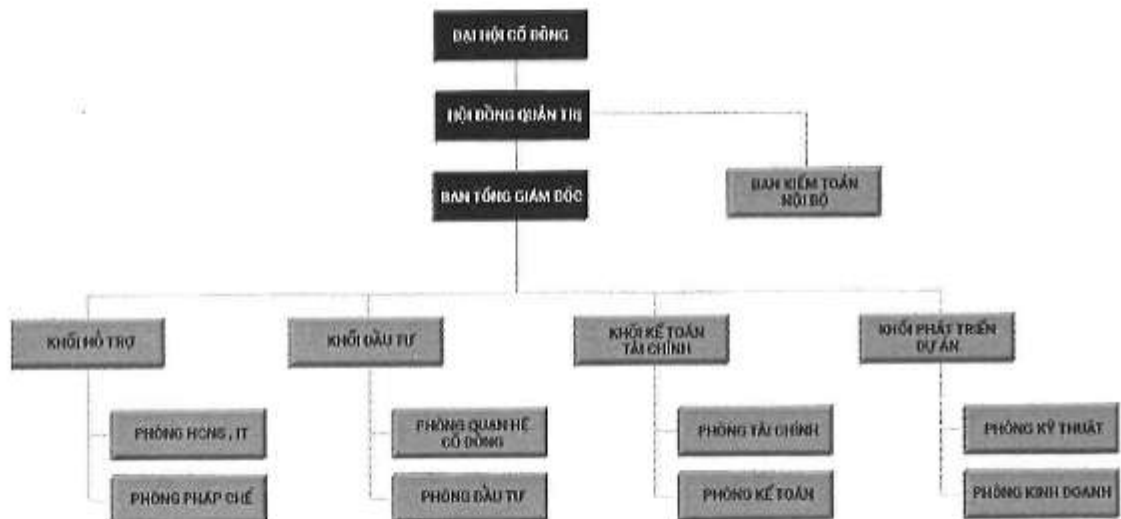 ĐẠI HỘI CỔ ĐÔNG
HỘI ĐỒNG QUẢN TRỊ
BAN TỔNG GIÁM ĐỐC
BAN KIỂM TOÁN
NỘI BỘ
KHỐI HỖ TRỢ
KHỐI ĐẦU TƯ
KHỐI KẾ TOÁN
TÀI CHÍNH
KHỐI PHÁT TRIỂN
DỰ ÁN
PHÒNG HCNS , IT
PHÒNG QUAN HỆ
CỔ ĐÔNG
PHÒNG TÀI CHÍNH
PHÒNG KỸ THUẬT
PHÒNG PHÁP CHẾ
PHÒNG ĐẦU TƯ
PHÒNG KẾ TOÁN
PHÒNG KINH DOANH